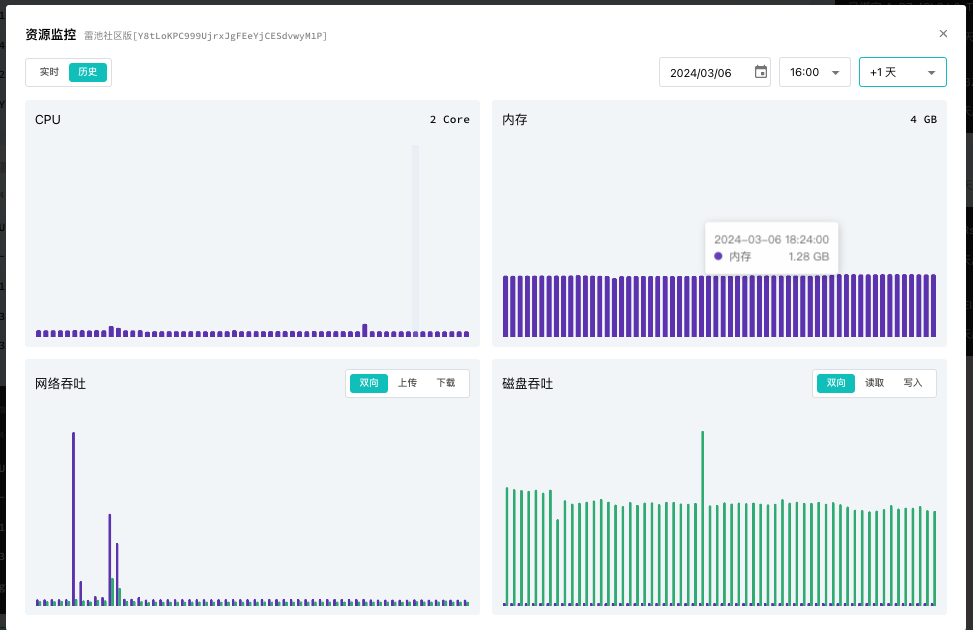 资源监控 雷池社区版[Y8tLoKPC999UjrxJgFEeYjCESdvwyM1P]
实时 历史
2024/03/06 16:00 +1 天
CPU 2 Core
内存 4 GB
2024-03-06 18:24:00
内存 1.28 GB
网络吞吐 双向 上传 下载
磁盘吞吐 双向 读取 写入